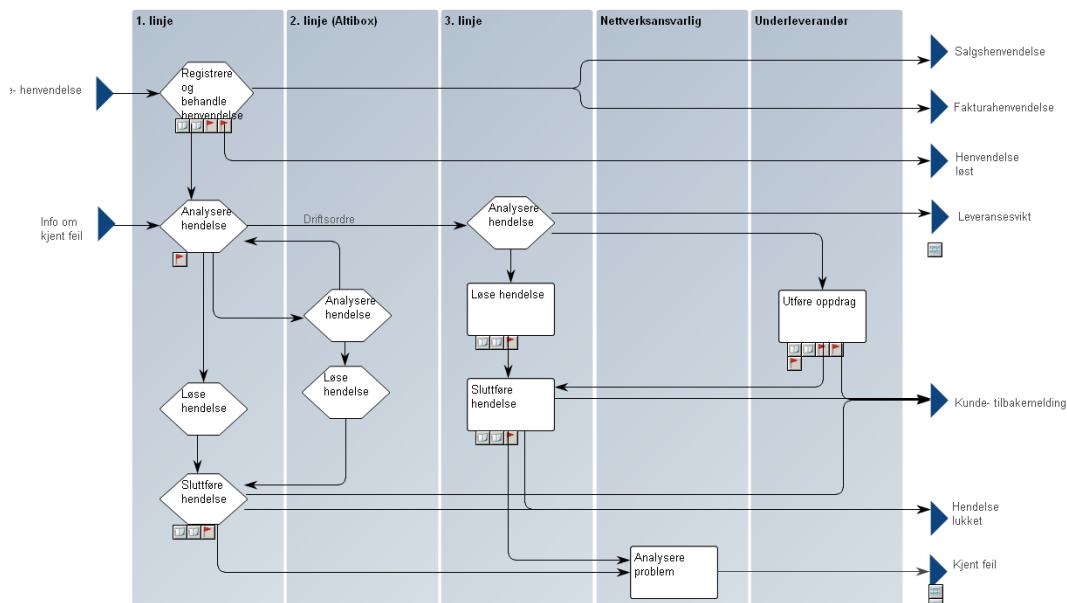 1. linje
2. linje (Altibox)
3. linje
Nettverksansvarlig
Underleverandør
Registrere
og
behandle
henvendelse
- henvendelse
Salgshenvendelse
Fakturahenvendelse
Henvendelse
løst
Info om
kjent feil
Analysere
hendelse
Driftsordre
Analysere
hendelse
Leveransesvikt
Analysere
hendelse
Løse hendelse
Utføre oppdrag
Løse
hendelse
Løse
hendelse
Sluttføre
hendelse
Kunde- tilbakemelding
Sluttføre
hendelse
Hendelse
lukket
Analysere
problem
Kjent feil